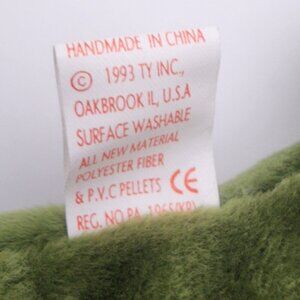 HANDMADE IN CHINA
© 1993 TY INC.,
OAKBROOK IL, U.S.A
SURFACE WASHABLE
ALL NEW MATERIAL
POLYESTER FIBER
& P.V.C PELLETS CE
REG. NO.PA. 1965(KR)